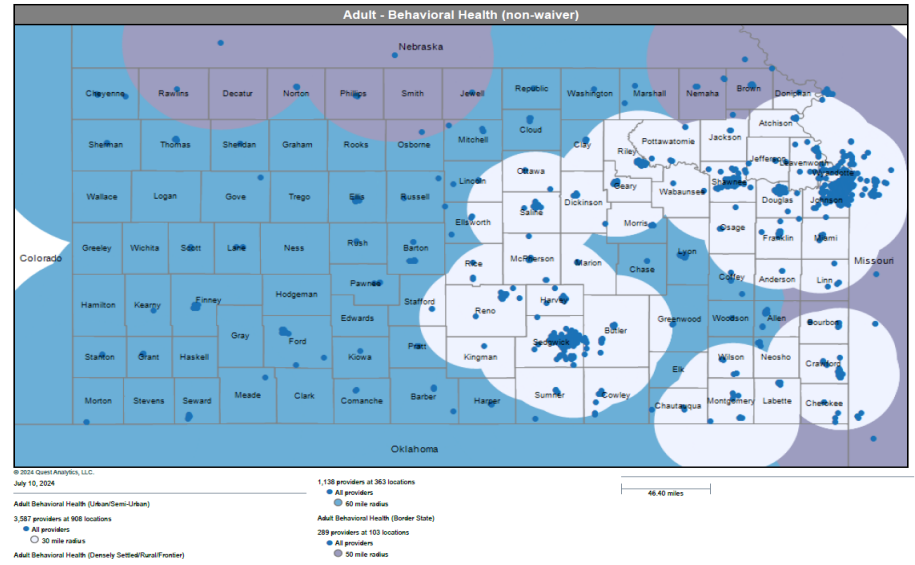 Adult - Behavioral Health (non-waiver)
Nebraska
Cheyenne Rawlins Decatur Norton Phillips Smith Jewell Republic Washington Marshall Nemaha Brown Doniphan
Atchison
Sherman Thomas Sheridan Graham Rooks Osborne Mitchell Cloud Clay Riley Pottawatomie Jackson
Jefferson Leavenworth
Wyandotte
Wallace Logan Gove Trego Ellis Russell Lincoln Ottawa Geary Wabaunsee Shawnee
Saline Dickinson Douglas Johnson
Ellsworth Morris Osage
Franklin Miami
Colorado Greeley Wichita Scott Lane Ness Rush Barton Rice McPherson Marion Chase Lyon Missouri
Coffey Anderson Linn
Hamilton Kearny Finney Hodgeman Pawnee Stafford Reno Harvey
Edwards Greenwood Woodson Allen Bourbon
Gray Ford Sedgwick Butler
Stanton Grant Haskell Kiowa Pratt Kingman Elk Wilson Neosho Crawford
Morton Stevens Seward Meade Clark Comanche Barber Harper Sumner Cowley Chautauqua Montgomery Labette Cherokee
Oklahoma
© 2024 Quest Analytics, LLC.
July 10, 2024
Adult Behavioral Health (Urban/Semi-Urban)
3,587 providers at 908 locations
All providers
30 mile radius
Adult Behavioral Health (Densely Settled/Rural/Frontier)
1,138 providers at 363 locations
All providers
60 mile radius
Adult Behavioral Health (Border State)
289 providers at 103 locations
All providers
50 mile radius
46.40 miles